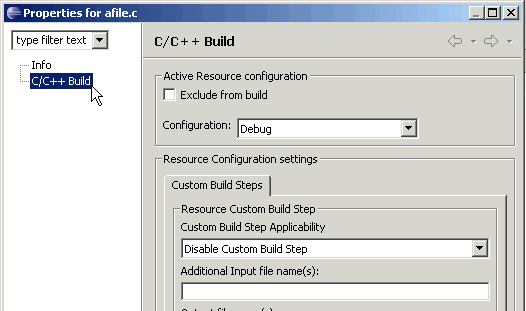 Properties for afile.c
type filter text
Info
C/C++ Build
C/C++ Build
Active Resource configuration
Exclude from build
Configuration:
Debug
Resource Configuration settings
Custom Build Steps
Resource Custom Build Step
Custom Build Step Applicability
Disable Custom Build Step
Additional Input file name(s):